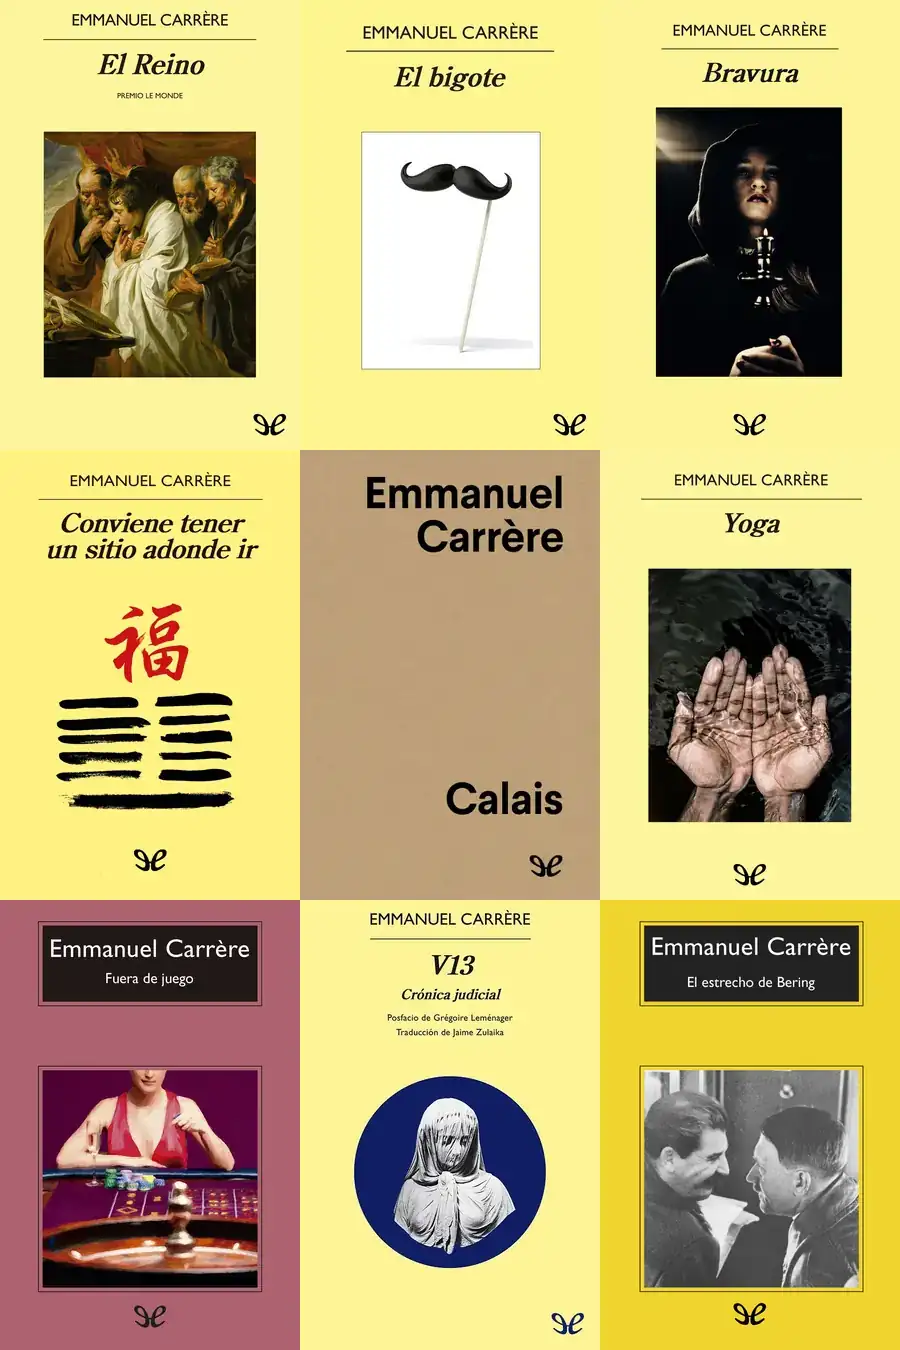 EMMANUEL CARRÈRE
El Reino
PREMIO LE MONDE
EMMANUEL CARRÈRE
El bigote
EMMANUEL CARRÈRE
Bravura
EMMANUEL CARRÈRE
Conviene tener
un sitio adonde ir
福
Emmanuel
Carrère
Calais
EMMANUEL CARRÈRE
Yoga
Emmanuel Carrère
Fuera de juego
EMMANUEL CARRÈRE
V13
Crónica judicial
Posfacio de Grégoire Leménager
Traducción de Jaime Zulaika
Emmanuel Carrère
El estrecho de Bering